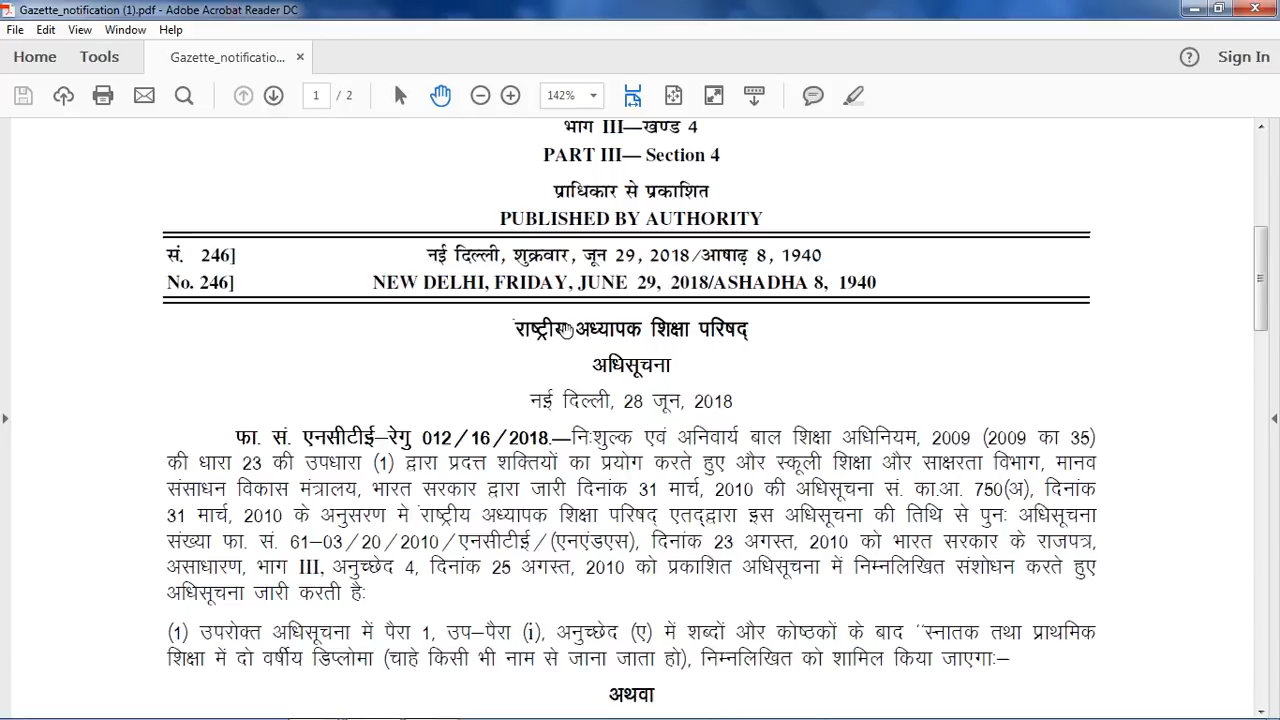 Gazette_notification (1).pdf - Adobe Acrobat Reader DC
File Edit View Window Help
Home Tools Gazette_notificatio... × Sign In
1 / 2 142%
भाग III—खण्ड 4
PART III— Section 4
प्राधिकार से प्रकाशित
PUBLISHED BY AUTHORITY
सं. 246] नई दिल्ली, शुक्रवार, जून 29, 2018/आषाढ़ 8, 1940
No. 246] NEW DELHI, FRIDAY, JUNE 29, 2018/ASHADHA 8, 1940
राष्ट्रीय अध्यापक शिक्षा परिषद्
अधिसूचना
नई दिल्ली, 28 जून, 2018
फा. सं. एनसीटीई–रेगु 012/16/2018.—निःशुल्क एवं अनिवार्य बाल शिक्षा अधिनियम, 2009 (2009 का 35)
की धारा 23 की उपधारा (1) द्वारा प्रदत्त शक्तियों का प्रयोग करते हुए और स्कूली शिक्षा और साक्षरता विभाग, मानव
संसाधन विकास मंत्रालय, भारत सरकार द्वारा जारी दिनांक 31 मार्च, 2010 की अधिसूचना सं. का.आ. 750(अ), दिनांक
31 मार्च, 2010 के अनुसरण मे राष्ट्रीय अध्यापक शिक्षा परिषद् एतद्द्वारा इस अधिसूचना की तिथि से पुनः अधिसूचना
संख्या फा. सं. 61-03/20/2010/एनसीटीई/(एनएंडएस), दिनांक 23 अगस्त, 2010 को भारत सरकार के राजपत्र,
असाधारण, भाग III, अनुच्छेद 4, दिनांक 25 अगस्त, 2010 को प्रकाशित अधिसूचना में निम्नलिखित संशोधन करते हुए
अधिसूचना जारी करती है:
(1) उपरोक्त अधिसूचना में पैरा 1, उप–पैरा (i), अनुच्छेद (ए) में शब्दों और कोष्ठकों के बाद "स्नातक तथा प्राथमिक
शिक्षा में दो वर्षीय डिप्लोमा (चाहे किसी भी नाम से जाना जाता हो), निम्नलिखित को शामिल किया जाएगाः–
अथवा